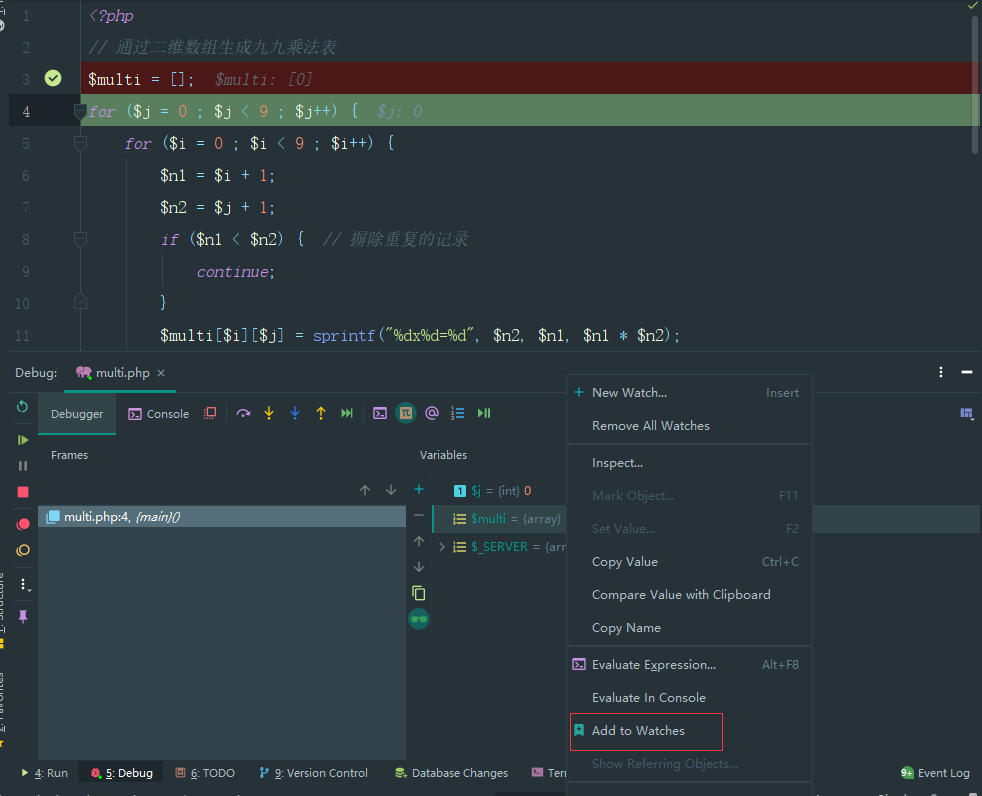 1 <?php
2 // 通过二维数组生成九九乘法表
3 $multi = []; $multi: [0]
4 for ($j = 0 ; $j < 9 ; $j++) { $j: 0
5 for ($i = 0 ; $i < 9 ; $i++) {
6 $n1 = $i + 1;
7 $n2 = $j + 1;
8 if ($n1 < $n2) { // 摒除重复的记录
9 continue;
10 }
11 $multi[$i][$j] = sprintf("%dx%d=%d", $n2, $n1, $n1 * $n2);
Debug: multi.php ×
Debugger Console
Frames Variables
multi.php:4, {main}()
$j = {int} 0
$multi = {array}
$_SERVER = {arr
New Watch... Insert
Remove All Watches
Inspect...
Mark Object... F11
Set Value... F2
Copy Value Ctrl+C
Compare Value with Clipboard
Copy Name
Evaluate Expression... Alt+F8
Evaluate In Console
Add to Watches
Show Referring Objects...
4: Run 5: Debug 6: TODO 9: Version Control Database Changes Ter
9+ Event Log